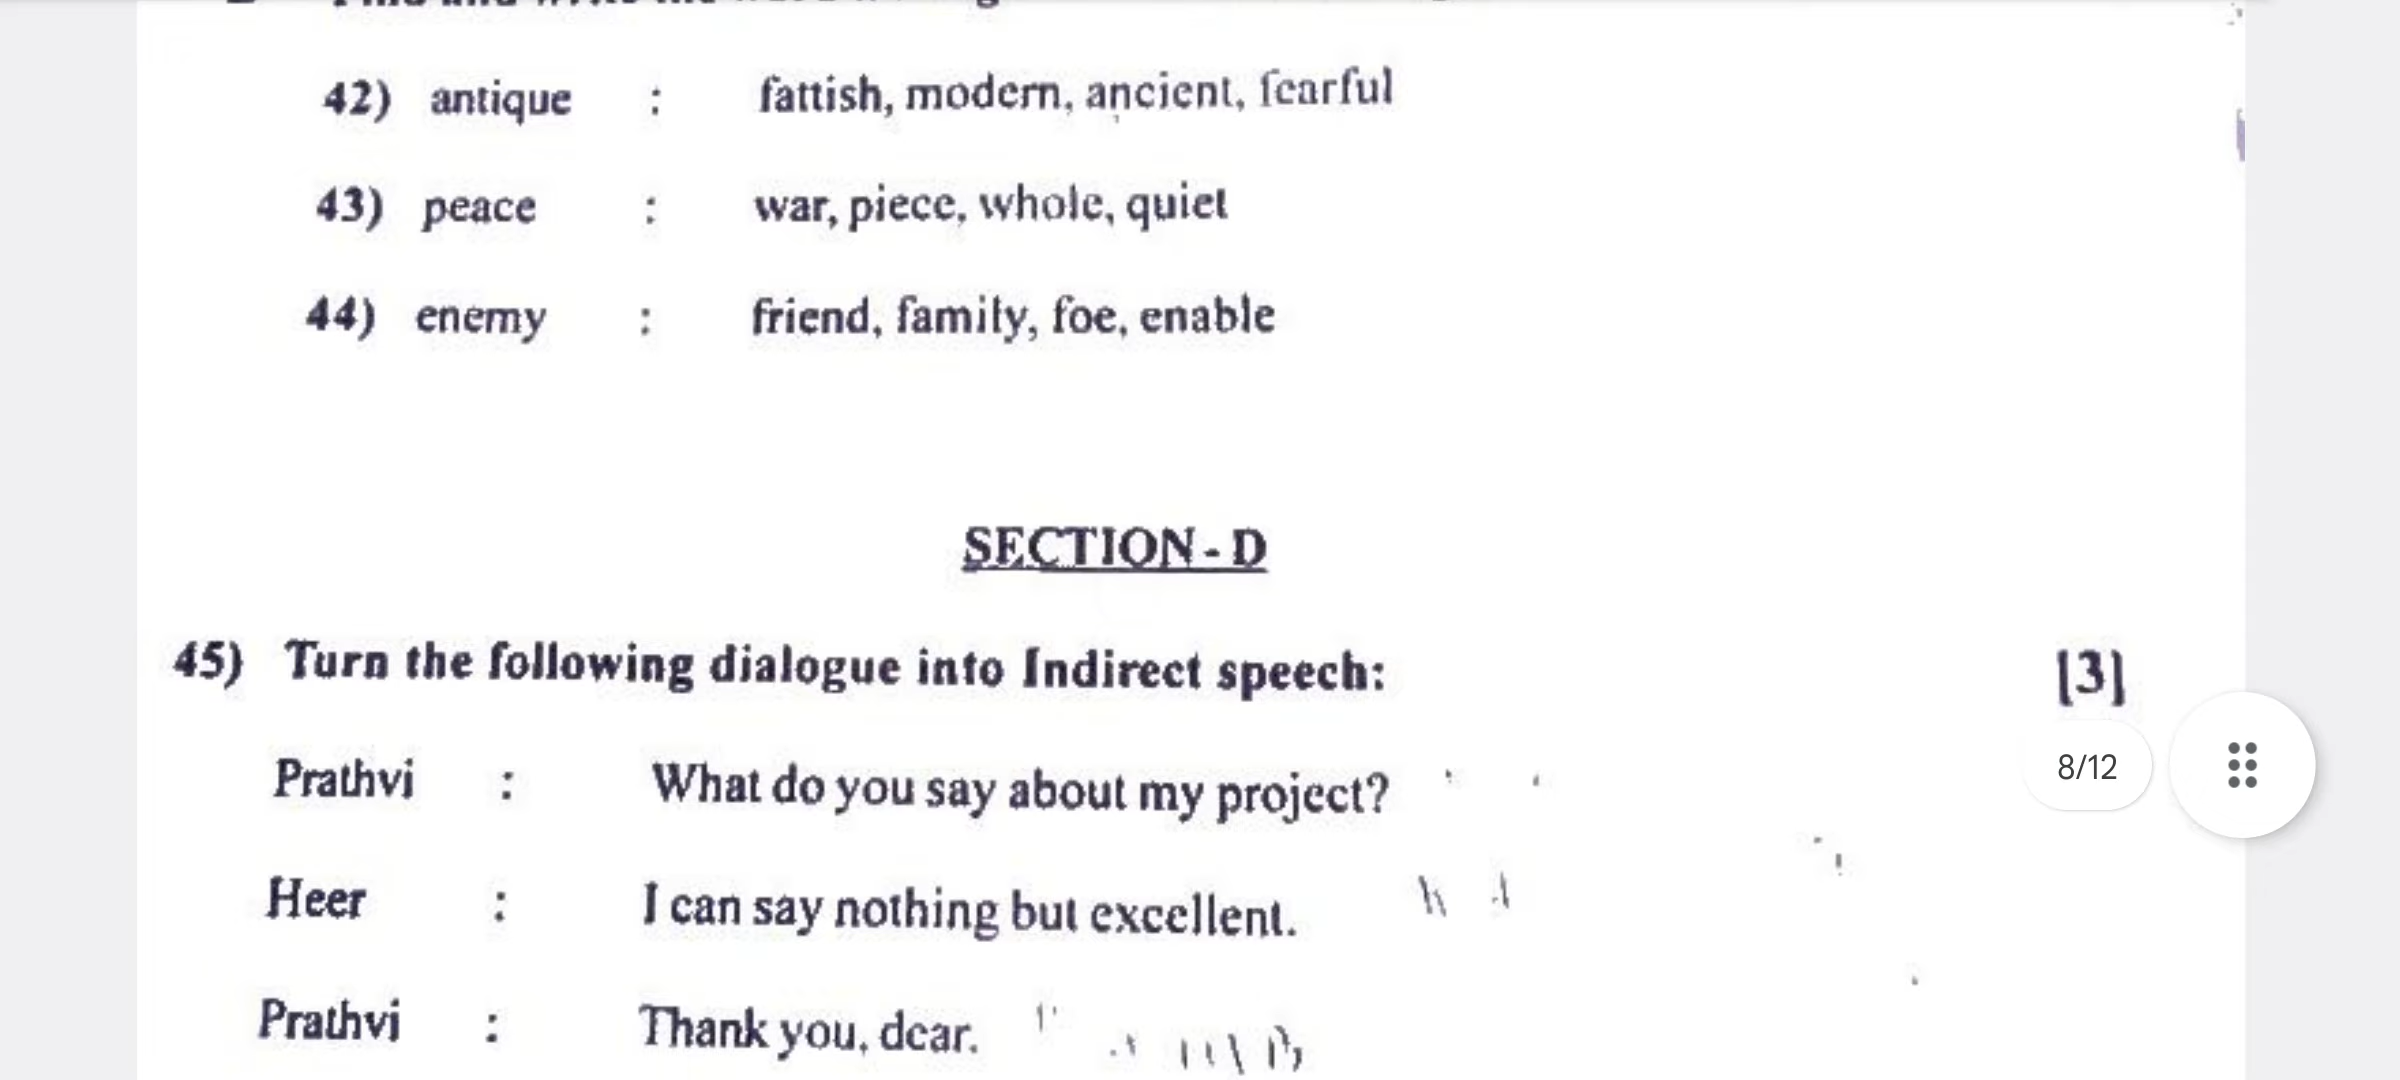 42) antique : fattish, modern, ancient, fearful
43) peace : war, piece, whole, quiet
44) enemy : friend, family, foe, enable
SECTION - D
45) Turn the following dialogue into Indirect speech: [3]
8/12
Prathvi : What do you say about my project?
Heer : I can say nothing but excellent.
Prathvi : Thank you, dear.